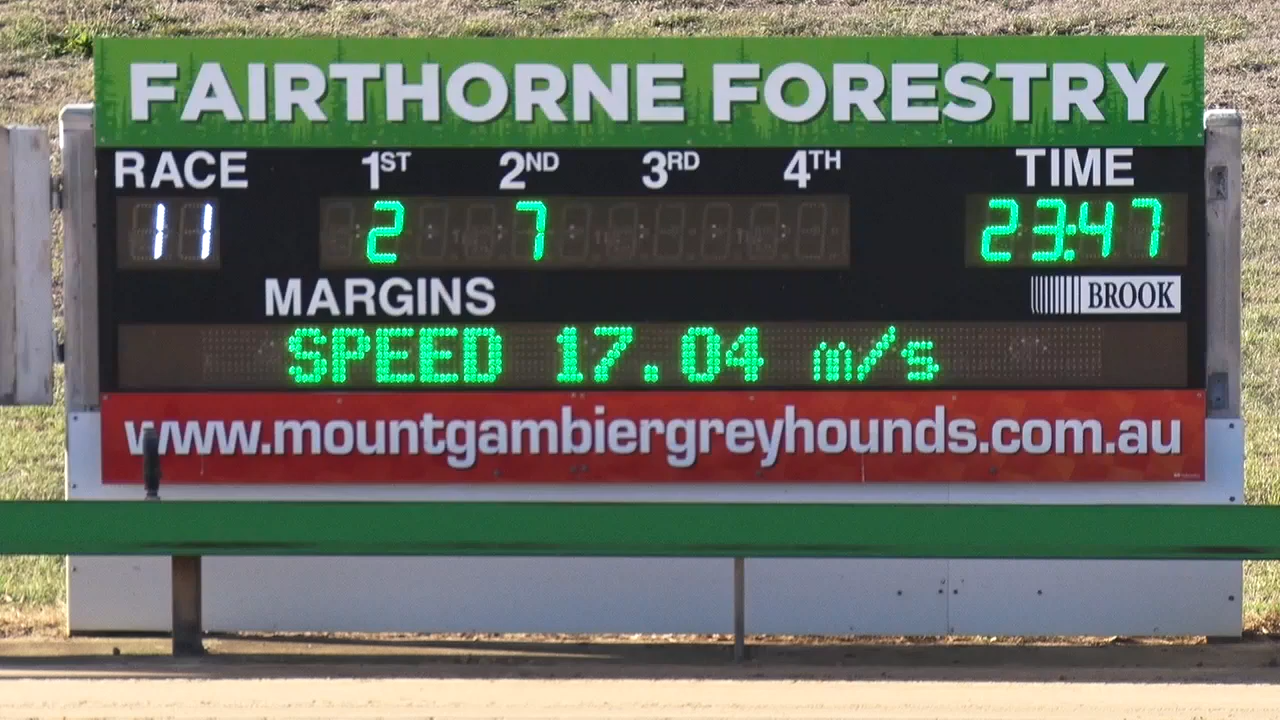 FAIRTHORNE FORESTRY
RACE 1ST 2ND 3RD 4TH TIME
11 2 7 23:47
MARGINS BROOK
SPEED 17.04 m/s
www.mountgambiergreyhounds.com.au